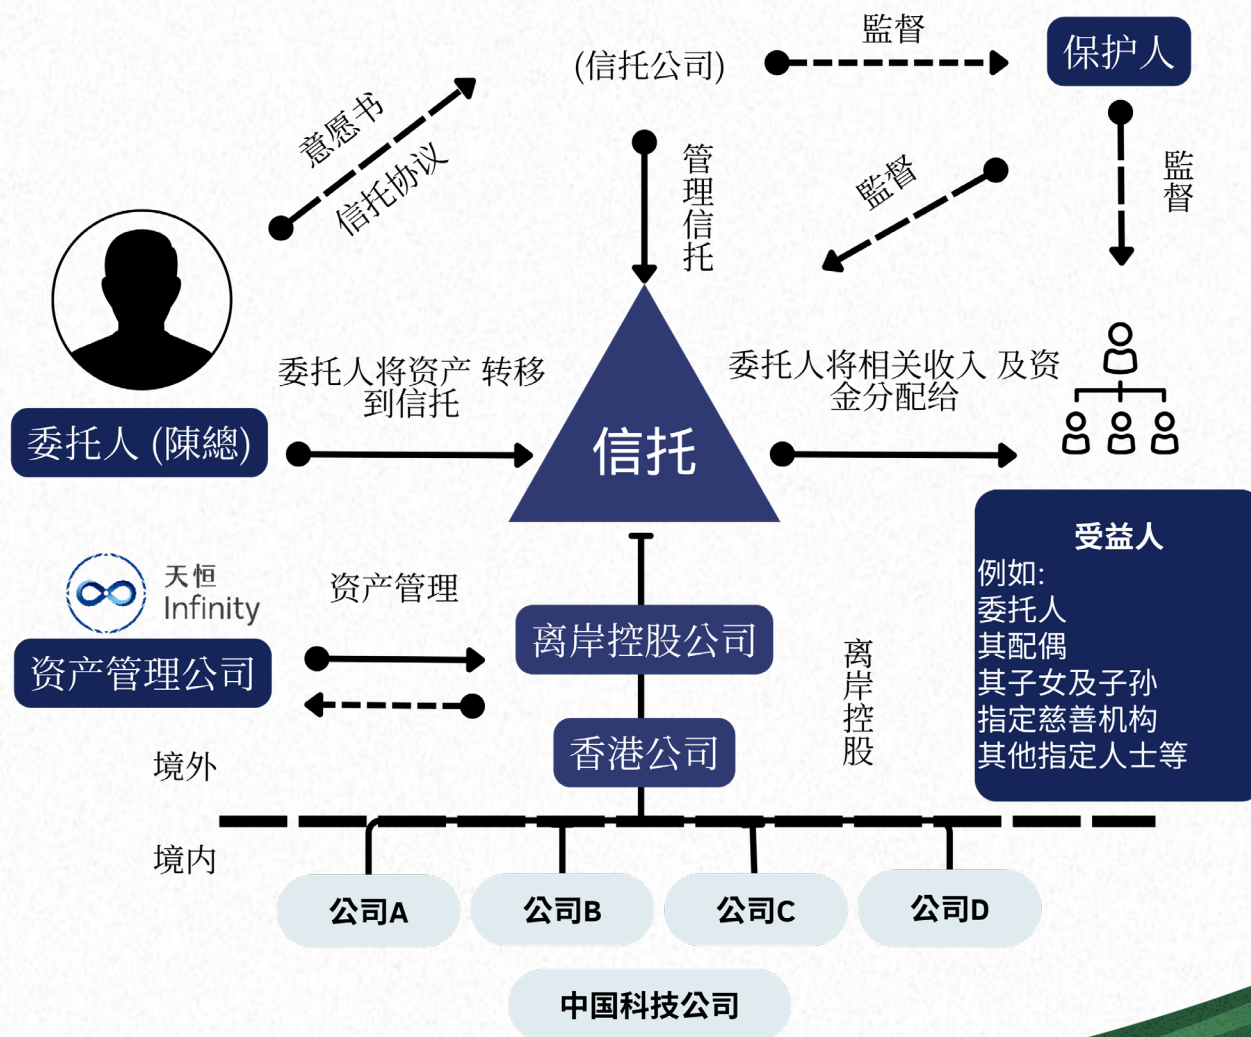 監督
(信托公司)
保护人
意愿书
信托协议
管理信托
監督
監督
委托人将资产 转移
到信托
委托人将相关收入 及资
金分配给
委托人 (陳總)
信托
受益人
例如:
委托人
其配偶
其子女及子孙
指定慈善机构
其他指定人士等
天恒
Infinity
资产管理
资产管理公司
离岸控股公司
离岸控股
香港公司
境外
境内
公司A
公司B
公司C
公司D
中国科技公司